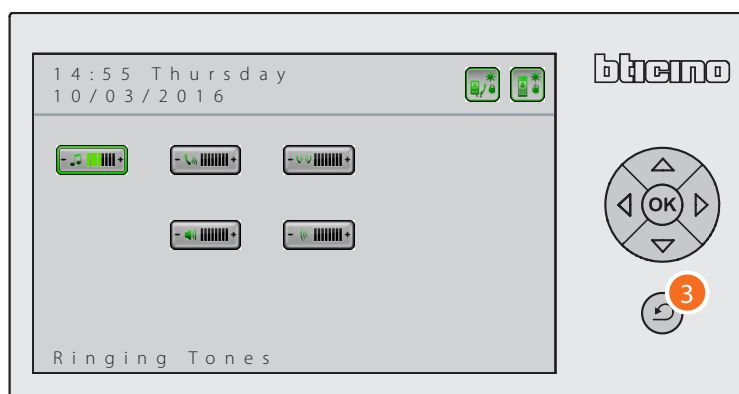 14:55 Thursday
10/03/2016
bticino
- +
- +
- +
OK
- +
- +
3
Ringing Tones